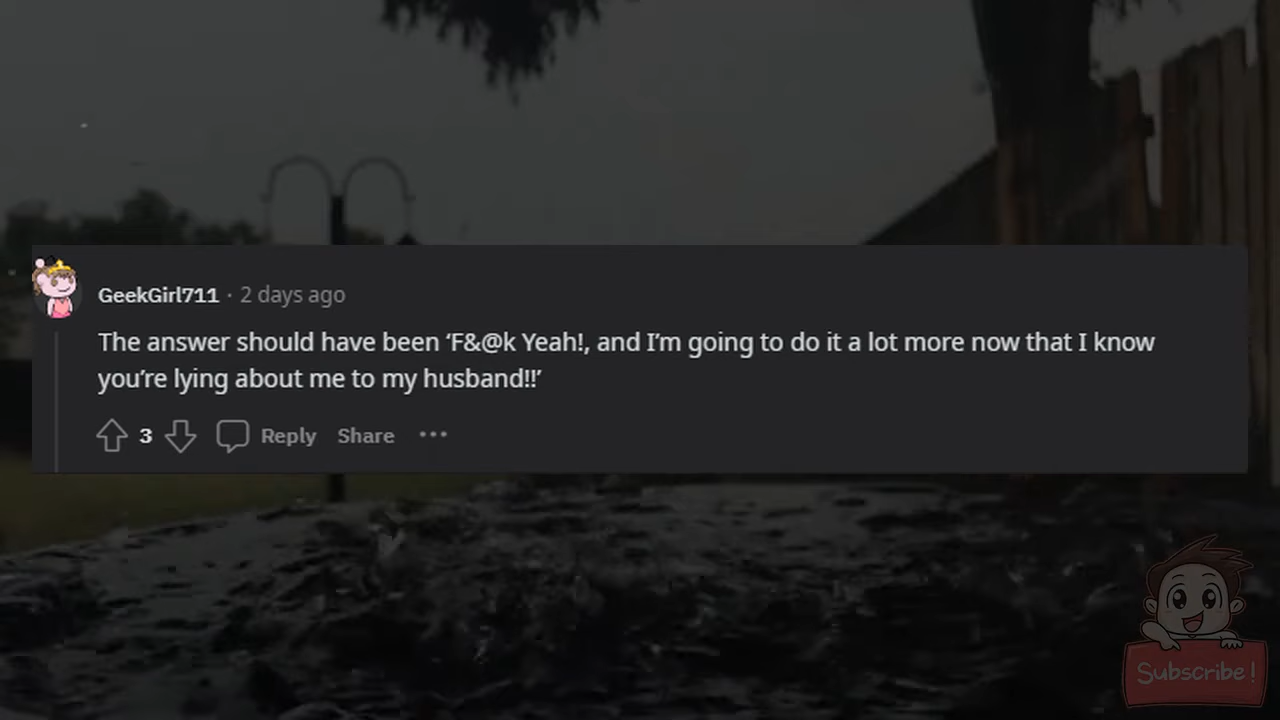 GeekGirl711 · 2 days ago
The answer should have been ‘F&@k Yeah!, and I’m going to do it a lot more now that I know
you’re lying about me to my husband!!’
3 Reply Share ···
Subscribe!